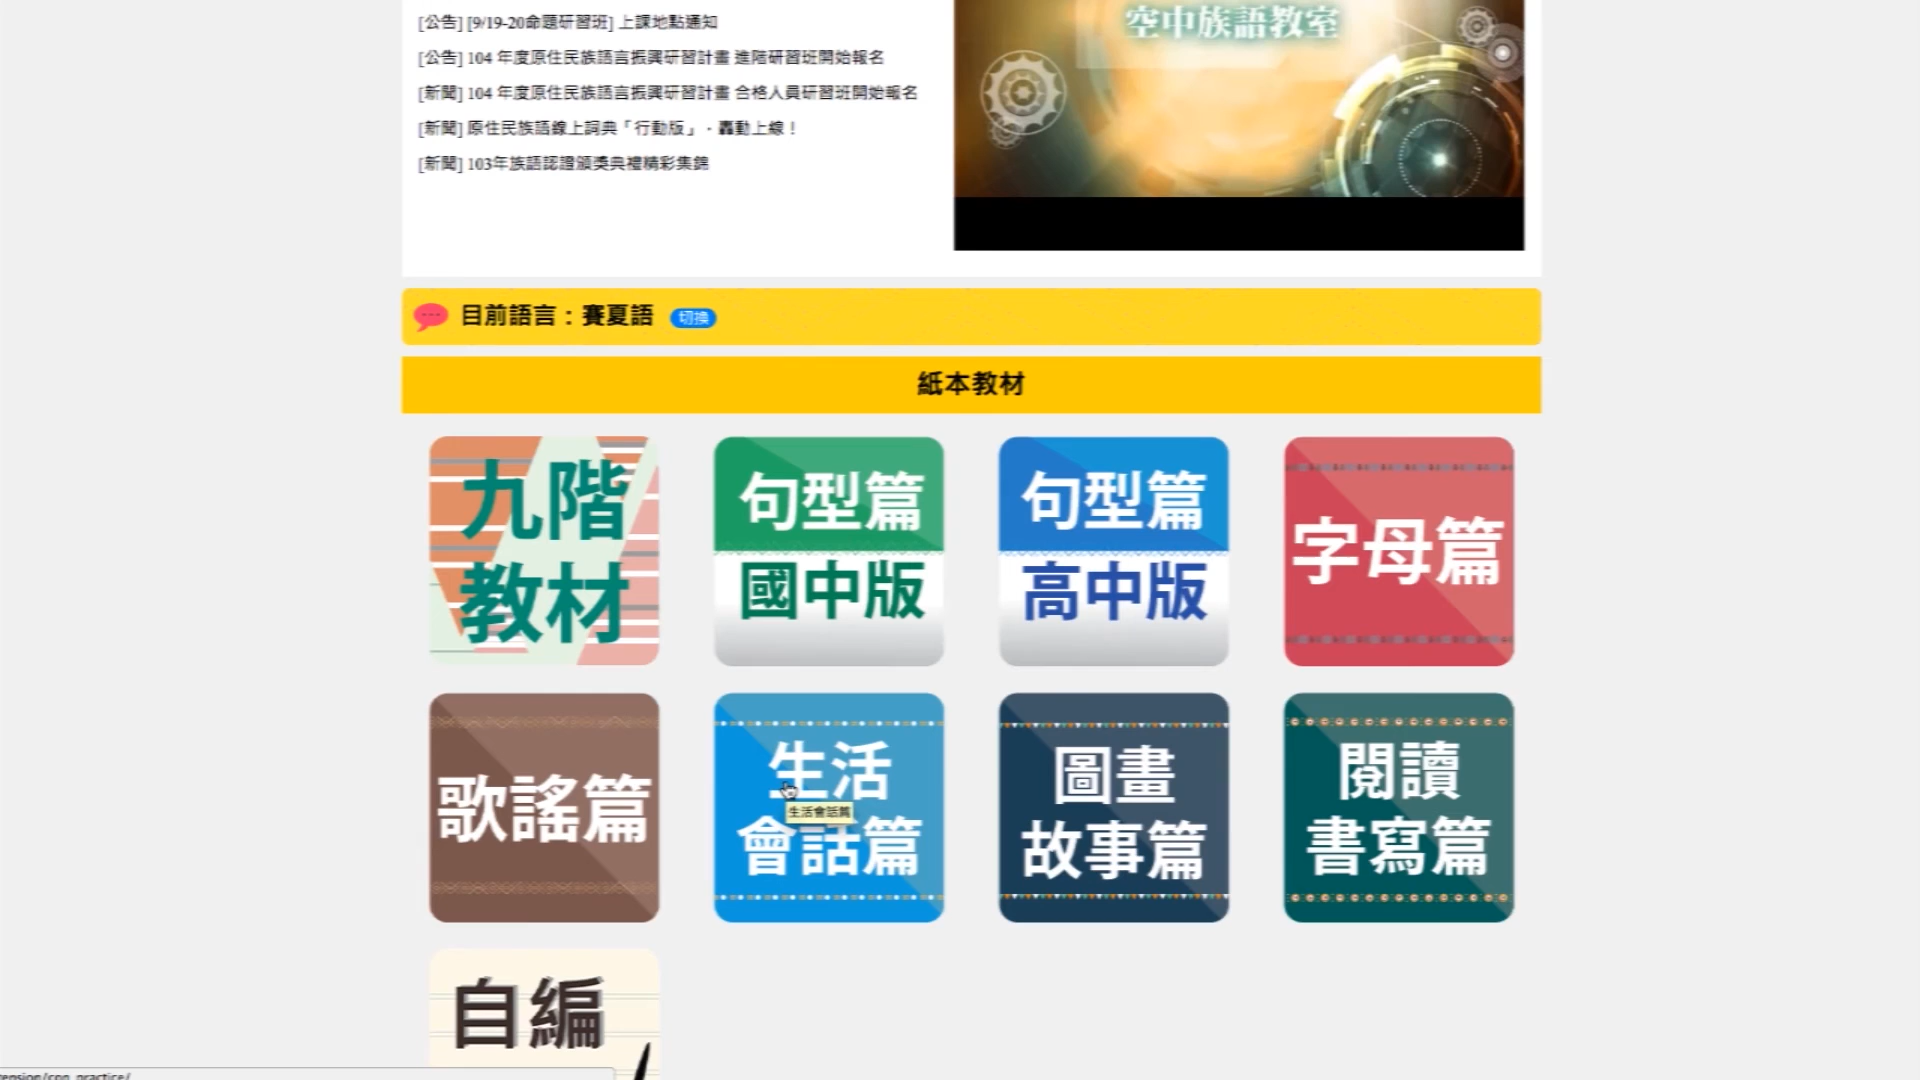 [公告] [9/19-20命題研習班] 上課地點通知
[公告] 104 年度原住民族語言振興研習計畫 進階研習班開始報名
[新聞] 104 年度原住民族語言振興研習計畫 合格人員研習班開始報名
[新聞] 原住民族語線上詞典「行動版」，轟動上線！
[新聞] 103年族語認證頒獎典禮精彩集錦
空中族語教室
目前語言：賽夏語 切換
紙本教材
九階
教材
句型篇
國中版
句型篇
高中版
字母篇
歌謠篇
生活
會話篇
生活會話篇
圖畫
故事篇
閱讀
書寫篇
自編